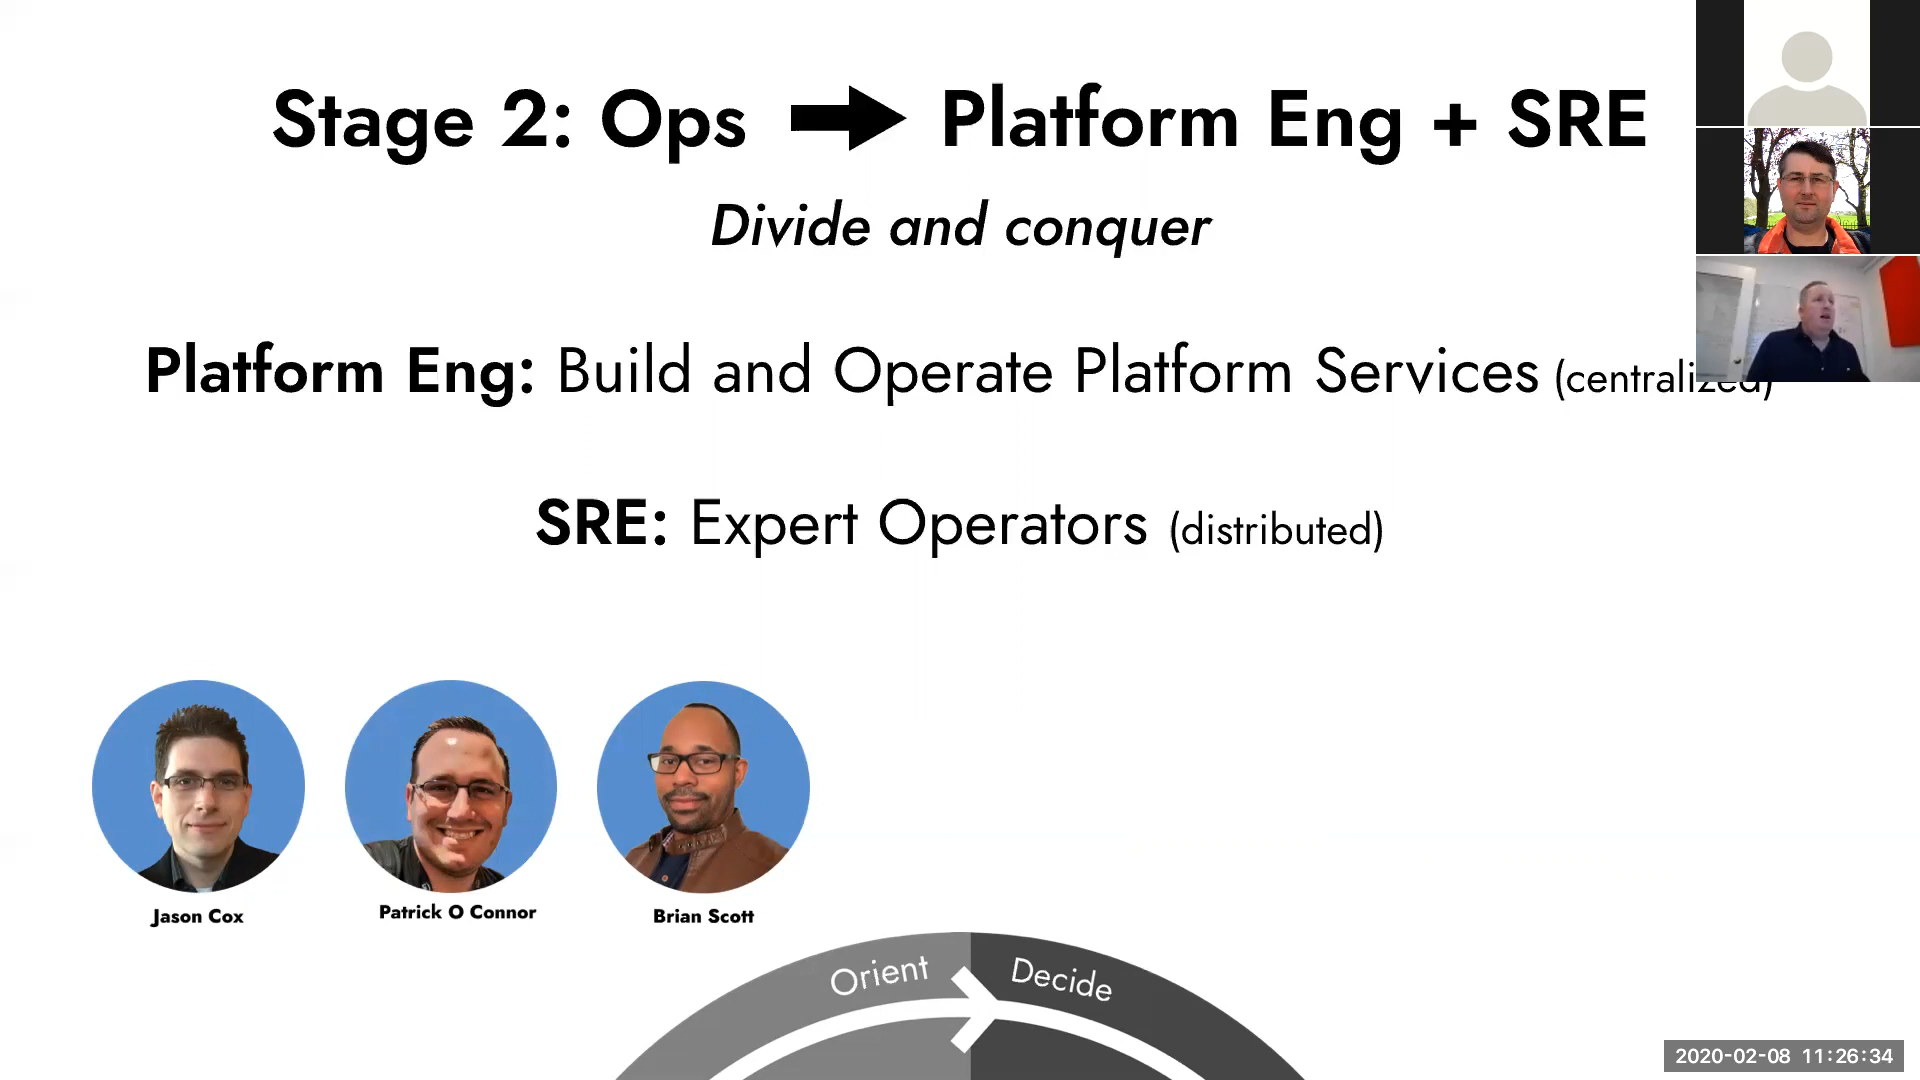 Stage 2: Ops Platform Eng + SRE
Divide and conquer
Platform Eng: Build and Operate Platform Services (centralized)
SRE: Expert Operators (distributed)
Jason Cox
Patrick O Connor
Brian Scott
Orient
Decide
2020-02-08 11:26:34